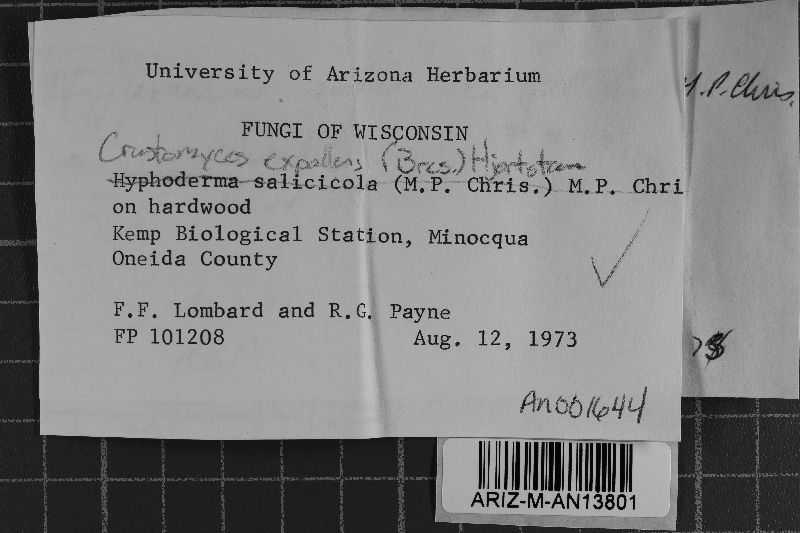 University of Arizona Herbarium
FUNGI OF WISCONSIN
Crustomyces expallens (Bres.) Hjortstam
Hyphoderma salicicola (M.P. Chris.) M.P. Chri
on hardwood
Kemp Biological Station, Minocqua
Oneida County
F.F. Lombard and R.G. Payne
FP 101208 Aug. 12, 1973
AN001644
P. Chris.
ARIZ-M-AN13801